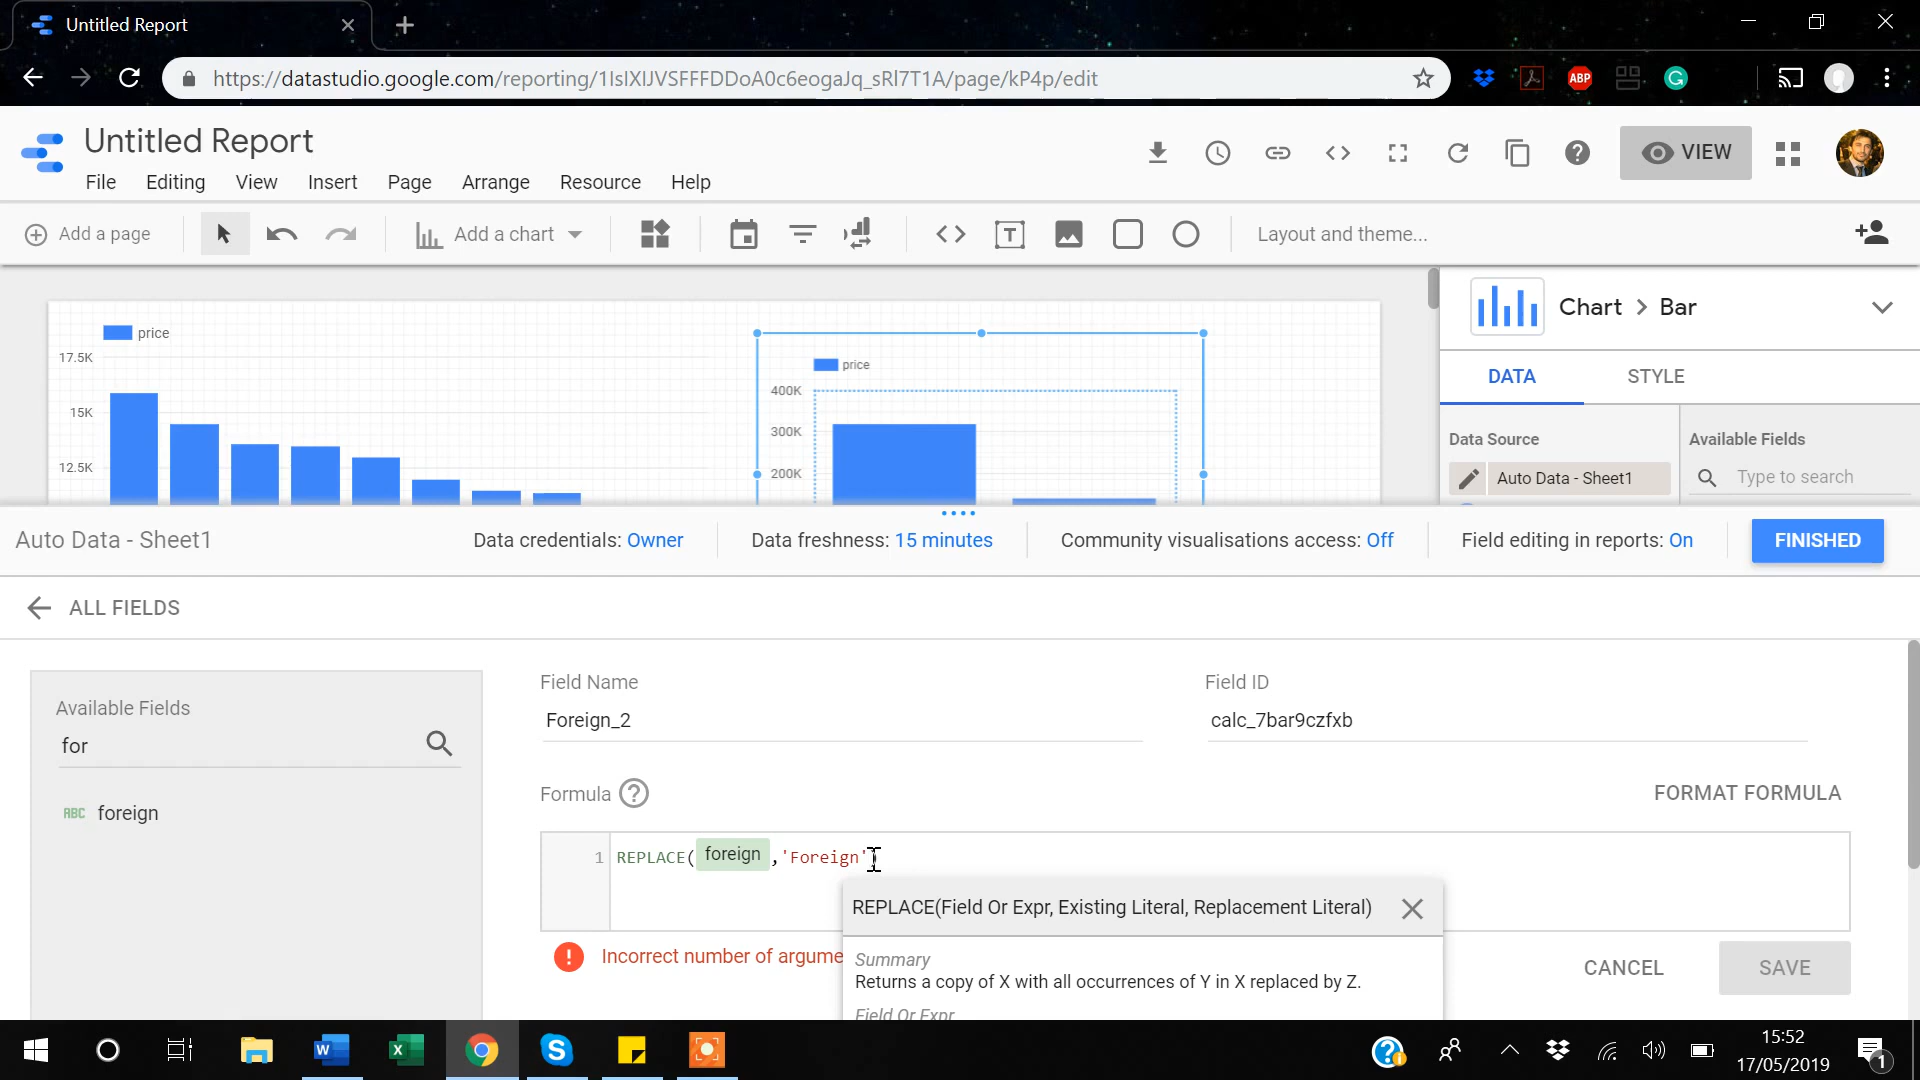 Untitled Report
https://datastudio.google.com/reporting/1IsIXIJVSFFFDDoA0c6eogaJq_sRl7T1A/page/kP4p/edit
ABP
Untitled Report
File Editing View Insert Page Arrange Resource Help
VIEW
Add a page
Add a chart
T
Layout and theme...
price
17.5K
15K
12.5K
price
400K
300K
200K
Chart > Bar
DATA STYLE
Data Source
Auto Data - Sheet1
Available Fields
Type to search
Auto Data - Sheet1
Data credentials: Owner
Data freshness: 15 minutes
Community visualisations access: Off
Field editing in reports: On
FINISHED
ALL FIELDS
Available Fields
for
ABC foreign
Field Name
Foreign_2
Field ID
calc_7bar9czfxb
Formula
FORMAT FORMULA
1 REPLACE( foreign ,'Foreign')
REPLACE(Field Or Expr, Existing Literal, Replacement Literal)
Summary
Returns a copy of X with all occurrences of Y in X replaced by Z.
Field Or Expr
Incorrect number of argume
CANCEL
SAVE
15:52
17/05/2019
1